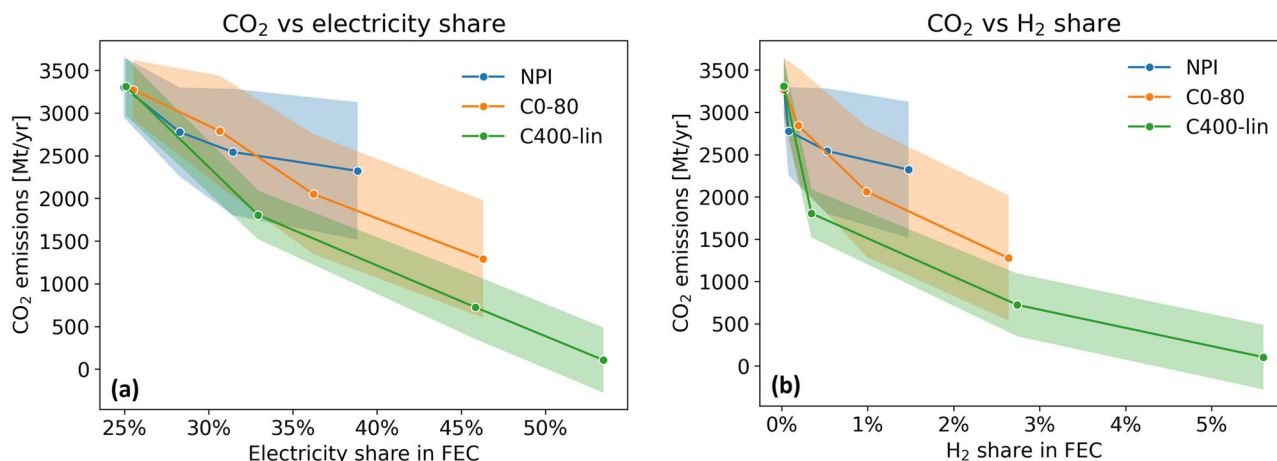 CO₂ vs electricity share
CO₂ emissions [Mt/yr]
3500
3000
2500
2000
1500
1000
500
0
NPI
C0-80
C400-lin
(a)
25% 30% 35% 40% 45% 50%
Electricity share in FEC
CO₂ vs H₂ share
CO₂ emissions [Mt/yr]
3500
3000
2500
2000
1500
1000
500
0
NPI
C0-80
C400-lin
(b)
0% 1% 2% 3% 4% 5%
H₂ share in FEC